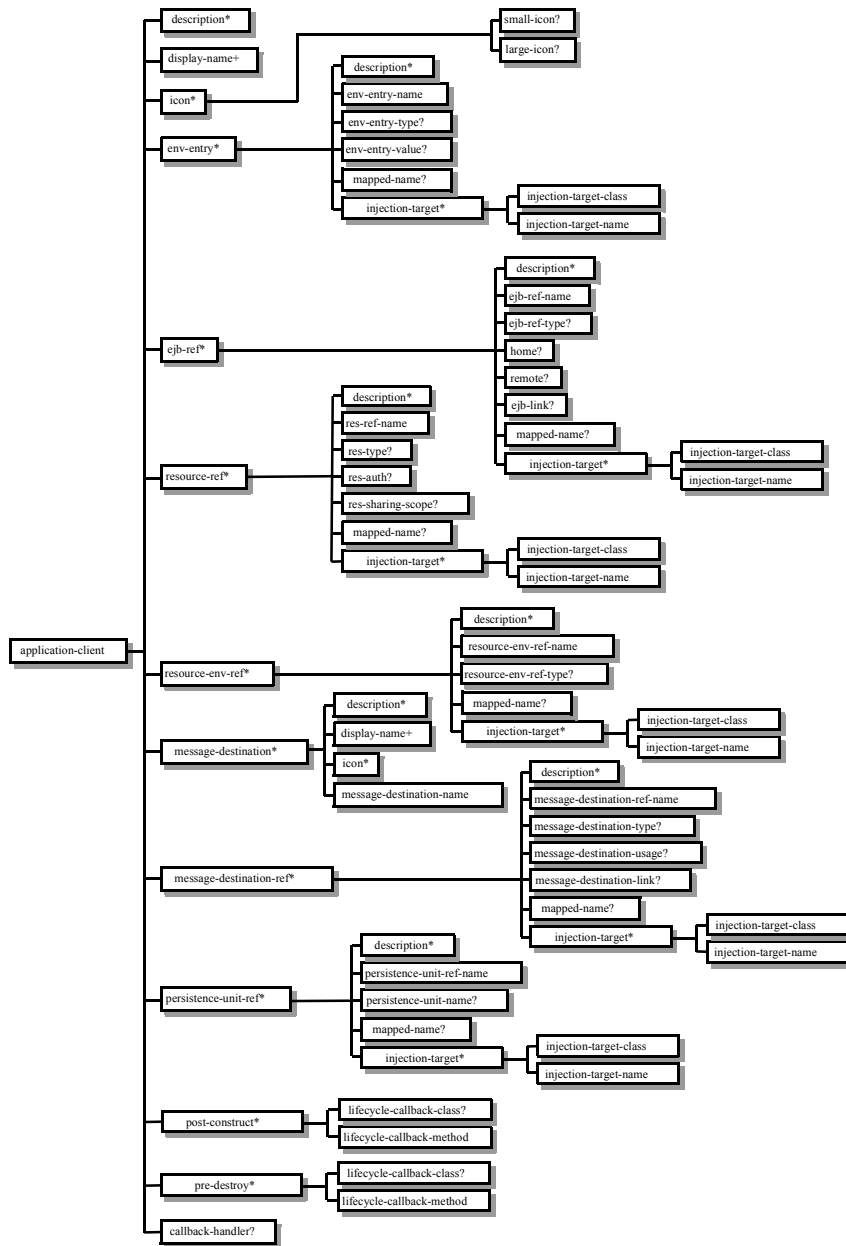 description*
display-name+
icon*
small-icon?
large-icon?
env-entry*
description*
env-entry-name
env-entry-type?
env-entry-value?
mapped-name?
injection-target*
injection-target-class
injection-target-name
ejb-ref*
description*
ejb-ref-name
ejb-ref-type?
home?
remote?
ejb-link?
mapped-name?
injection-target*
injection-target-class
injection-target-name
resource-ref*
description*
res-ref-name
res-type?
res-auth?
res-sharing-scope?
mapped-name?
injection-target*
injection-target-class
injection-target-name
application-client
resource-env-ref*
description*
resource-env-ref-name
resource-env-ref-type?
mapped-name?
injection-target*
injection-target-class
injection-target-name
message-destination*
description*
display-name+
icon*
message-destination-name
message-destination-ref*
description*
message-destination-ref-name
message-destination-type?
message-destination-usage?
message-destination-link?
mapped-name?
injection-target*
injection-target-class
injection-target-name
persistence-unit-ref*
description*
persistence-unit-ref-name
persistence-unit-name?
mapped-name?
injection-target*
injection-target-class
injection-target-name
post-construct*
lifecycle-callback-class?
lifecycle-callback-method
pre-destroy*
lifecycle-callback-class?
lifecycle-callback-method
callback-handler?